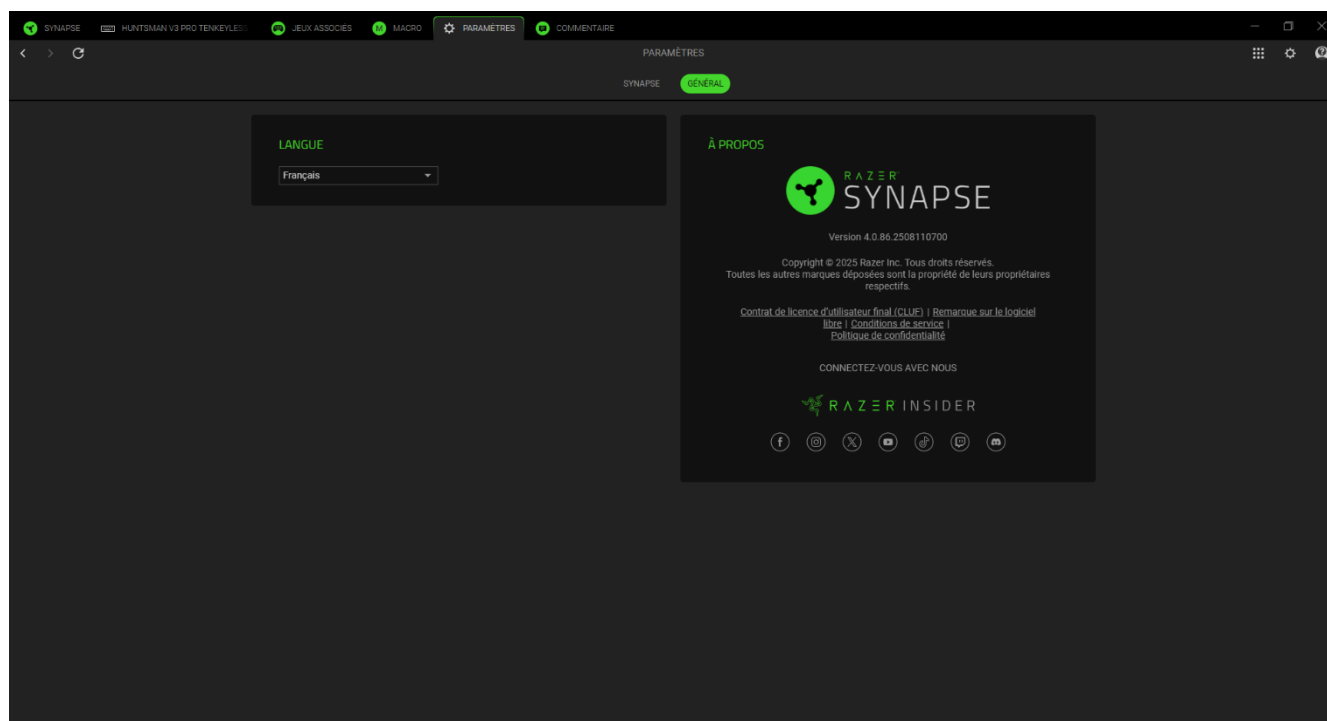 SYNAPSE HUNTSMAN V3 PRO TENKEYLESS JEUX ASSOCIÉS M MACRO PARAMÈTRES COMMENTAIRE
PARAMÈTRES
SYNAPSE GÉNÉRAL
LANGUE
Français
À PROPOS
RAZER
SYNAPSE
Version 4.0.86.2508110700
Copyright © 2025 Razer Inc. Tous droits réservés.
Toutes les autres marques déposées sont la propriété de leurs propriétaires
respectifs.
Contrat de licence d'utilisateur final (CLUF) | Remarque sur le logiciel
libre | Conditions de service |
Politique de confidentialité
CONNECTEZ-VOUS AVEC NOUS
RAZER INSIDER